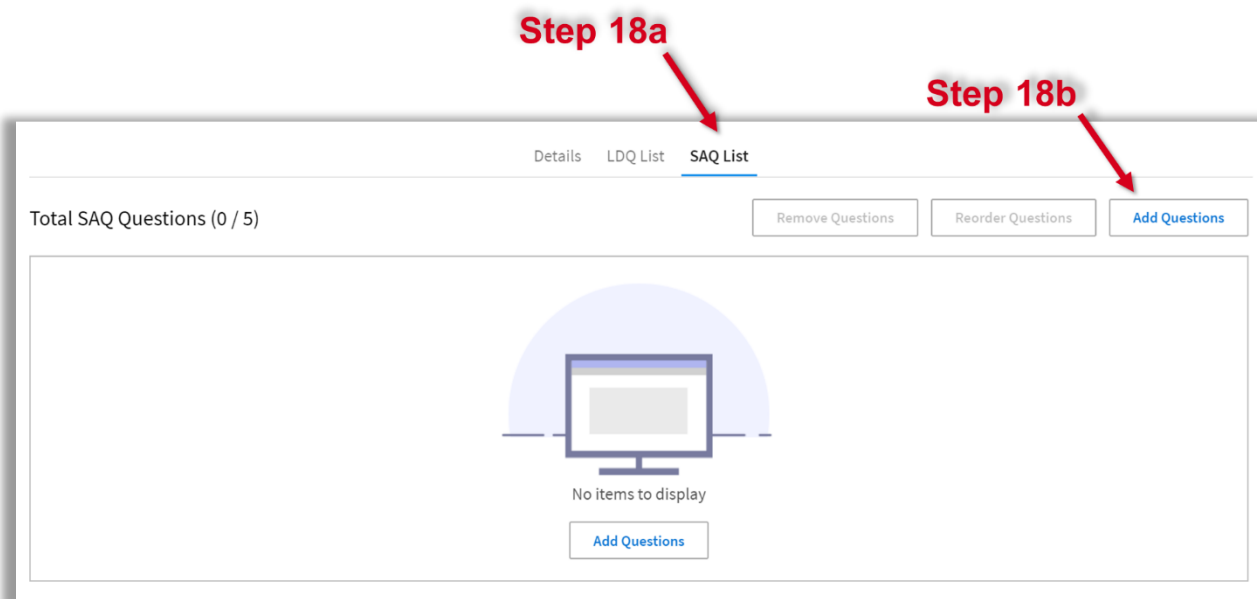 Step 18a
Step 18b
Details LDQ List SAQ List
Total SAQ Questions (0 / 5)
Remove Questions Reorder Questions Add Questions
No items to display
Add Questions